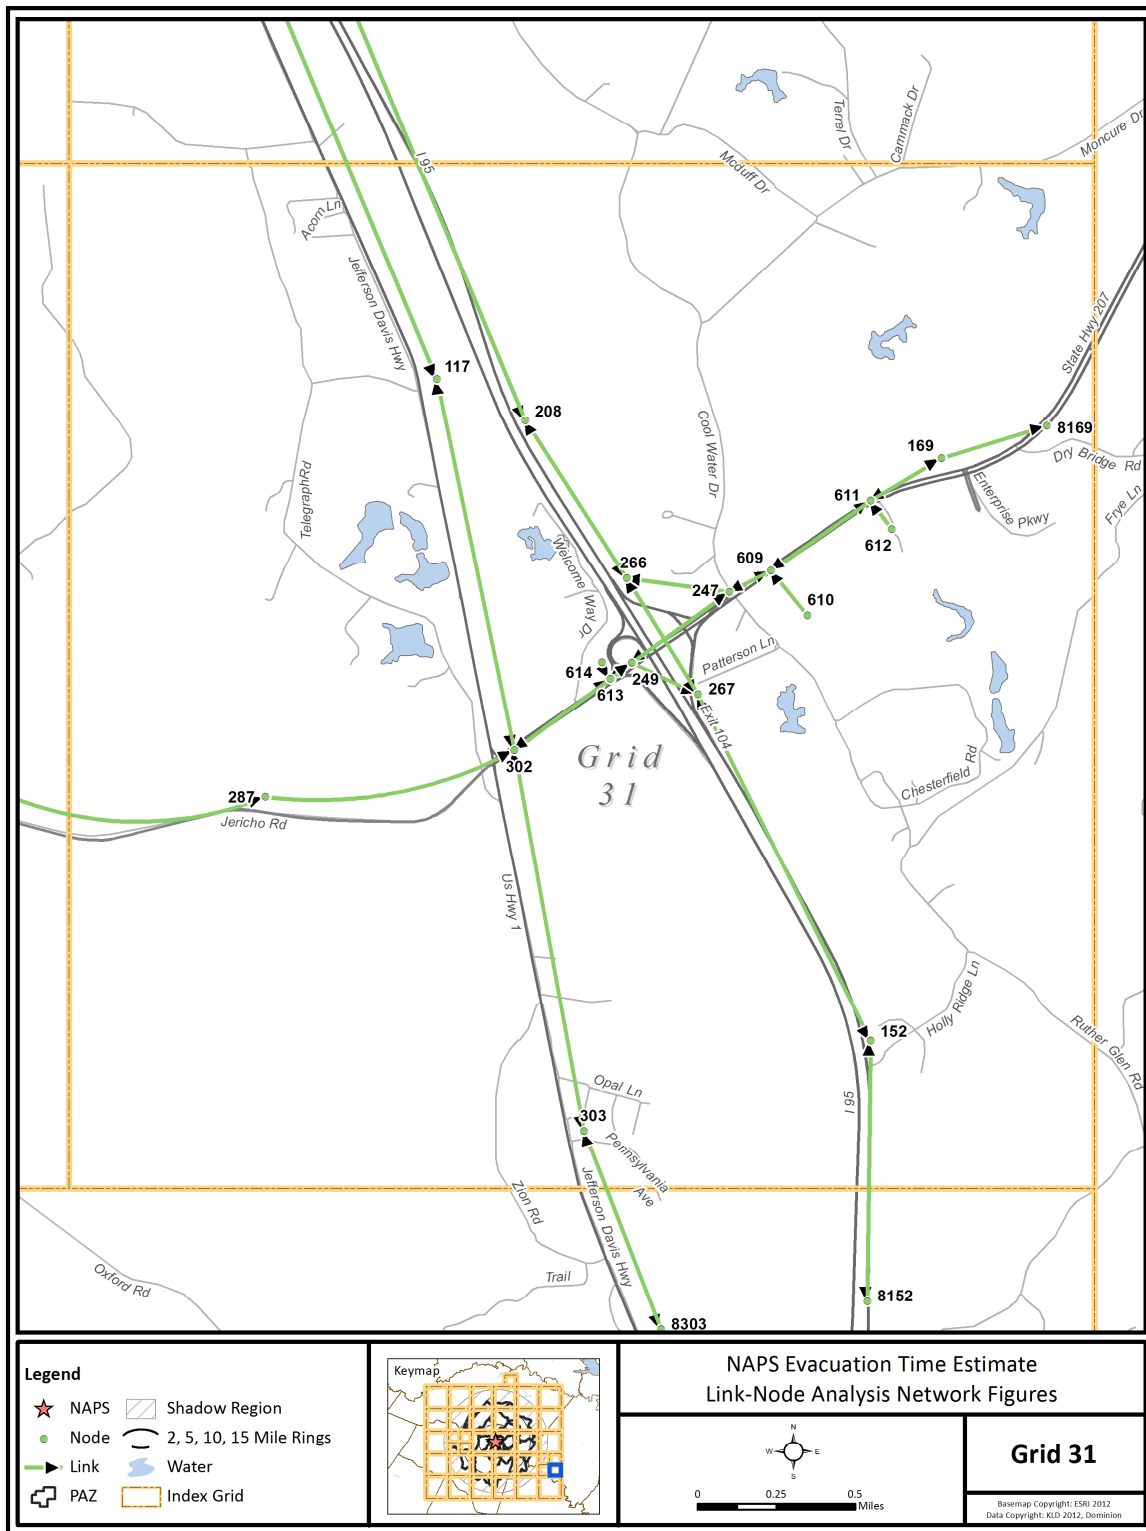 Terrel Dr
Cammack Dr
Moncure Dr
Mcduff Dr
I 95
Acorn Ln
Jefferson Davis Hwy
State Hwy 207
117
208
Cool Water Dr
169
8169
Dry Bridge Rd
Telegraph Rd
611
Enterprise Pkwy
Frye Ln
612
Welcome Way Dr
266
609
247
610
Patterson Ln
614
249
613
267
Exit 104
302
Grid
31
287
Jericho Rd
Chesterfield Rd
Us Hwy 1
Holly Ridge Ln
152
Ruther Glen Rd
I 95
Opal Ln
303
Pennsylvania Ave
Zion Rd
Jefferson Davis Hwy
Oxford Rd
Trail
8152
8303
Legend
NAPS
Shadow Region
Node
2, 5, 10, 15 Mile Rings
Link
Water
PAZ
Index Grid
Keymap
NAPS Evacuation Time Estimate
Link-Node Analysis Network Figures
N
W E
S
0 0.25 0.5
Miles
Grid 31
Basemap Copyright: ESRI 2012
Data Copyright: KLD 2012, Dominion